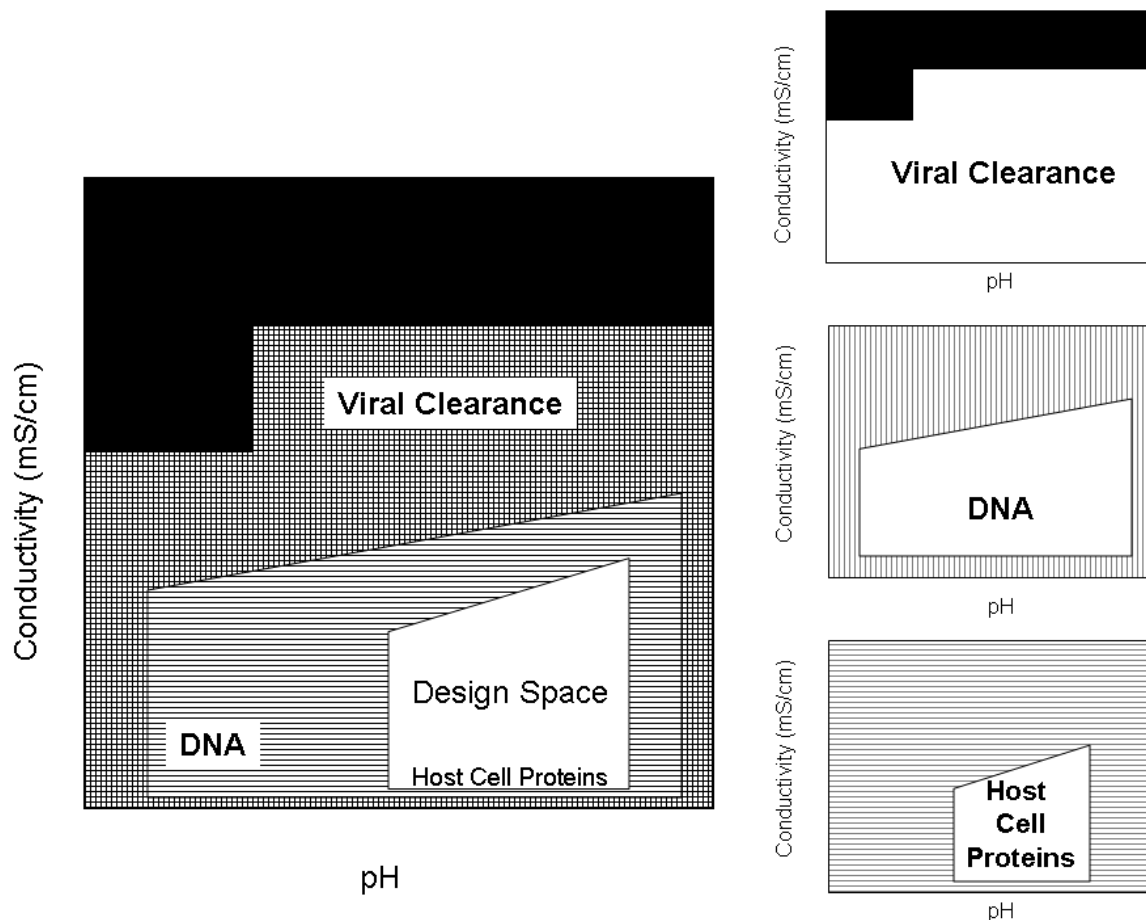 Conductivity (mS/cm)
Viral Clearance
Design Space
DNA
Host Cell Proteins
pH
Conductivity (mS/cm)
Viral Clearance
pH
Conductivity (mS/cm)
DNA
pH
Conductivity (mS/cm)
Host
Cell
Proteins
pH